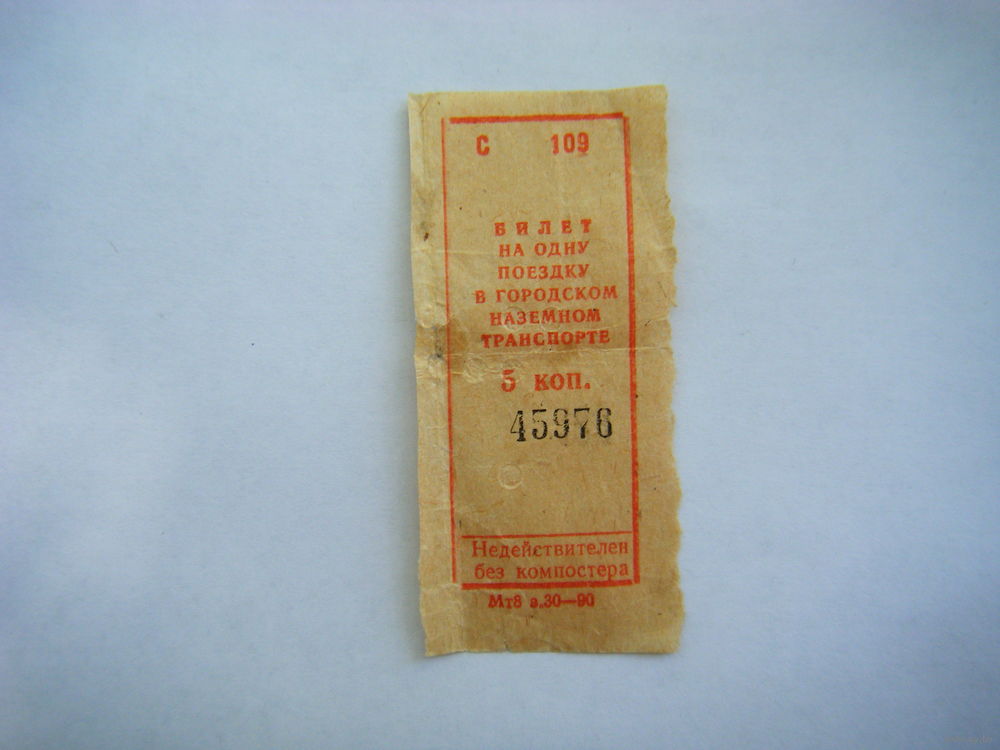 С 109
БИЛЕТ
НА ОДНУ
ПОЕЗДКУ
В ГОРОДСКОМ
НАЗЕМНОМ
ТРАНСПОРТЕ
5 КОП.
45976
Недействителен
без компостера
Мт8 з.30—90